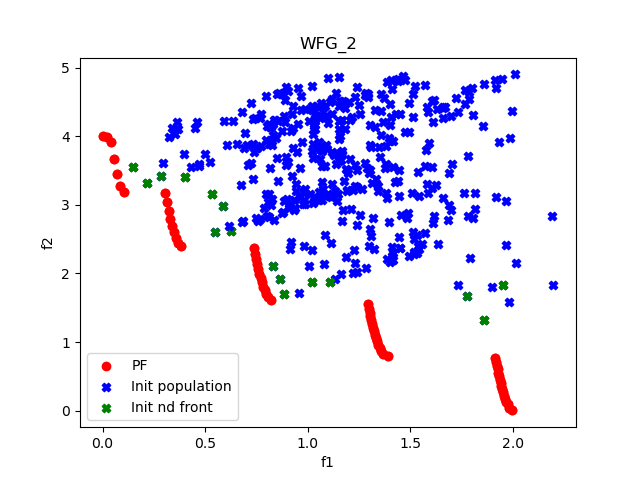 WFG_2
5
4
3
2
1
0
f2
PF
Init population
Init nd front
0.0 0.5 1.0 1.5 2.0
f1